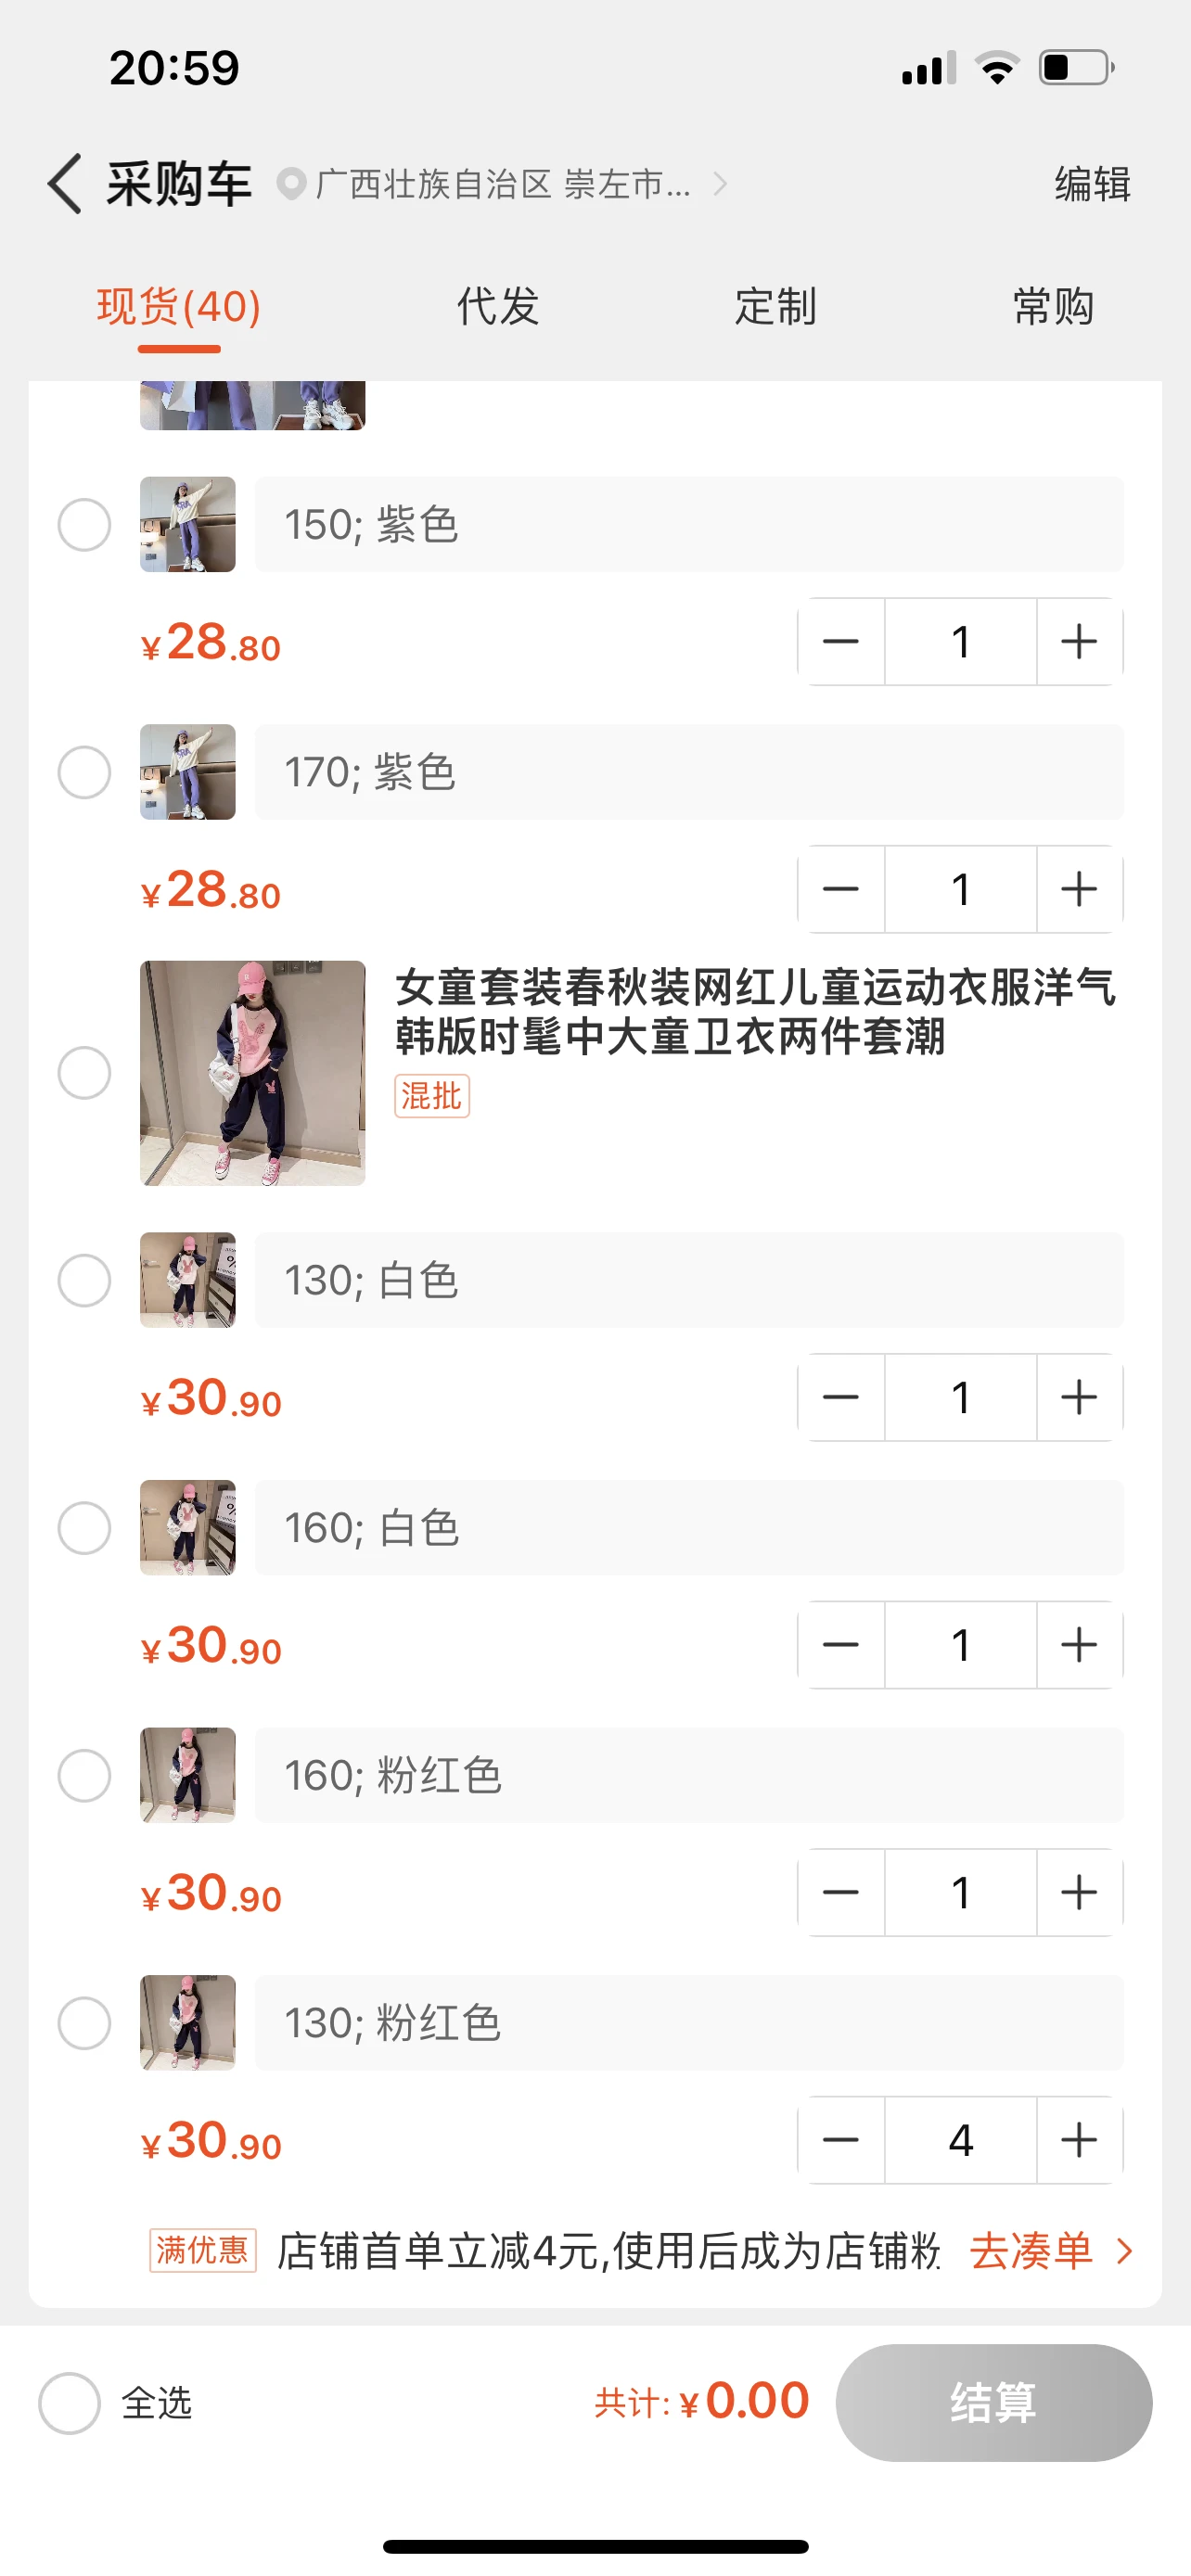 20:59
采购车 广西壮族自治区 崇左市... 编辑
现货(40) 代发 定制 常购
150; 紫色
¥28.80 1
170; 紫色
¥28.80 1
女童套装春秋装网红儿童运动衣服洋气
韩版时髦中大童卫衣两件套潮
混批
130; 白色
¥30.90 1
160; 白色
¥30.90 1
160; 粉红色
¥30.90 1
130; 粉红色
¥30.90 4
满优惠 店铺首单立减4元,使用后成为店铺粉 去凑单
全选 共计: ¥0.00 结算